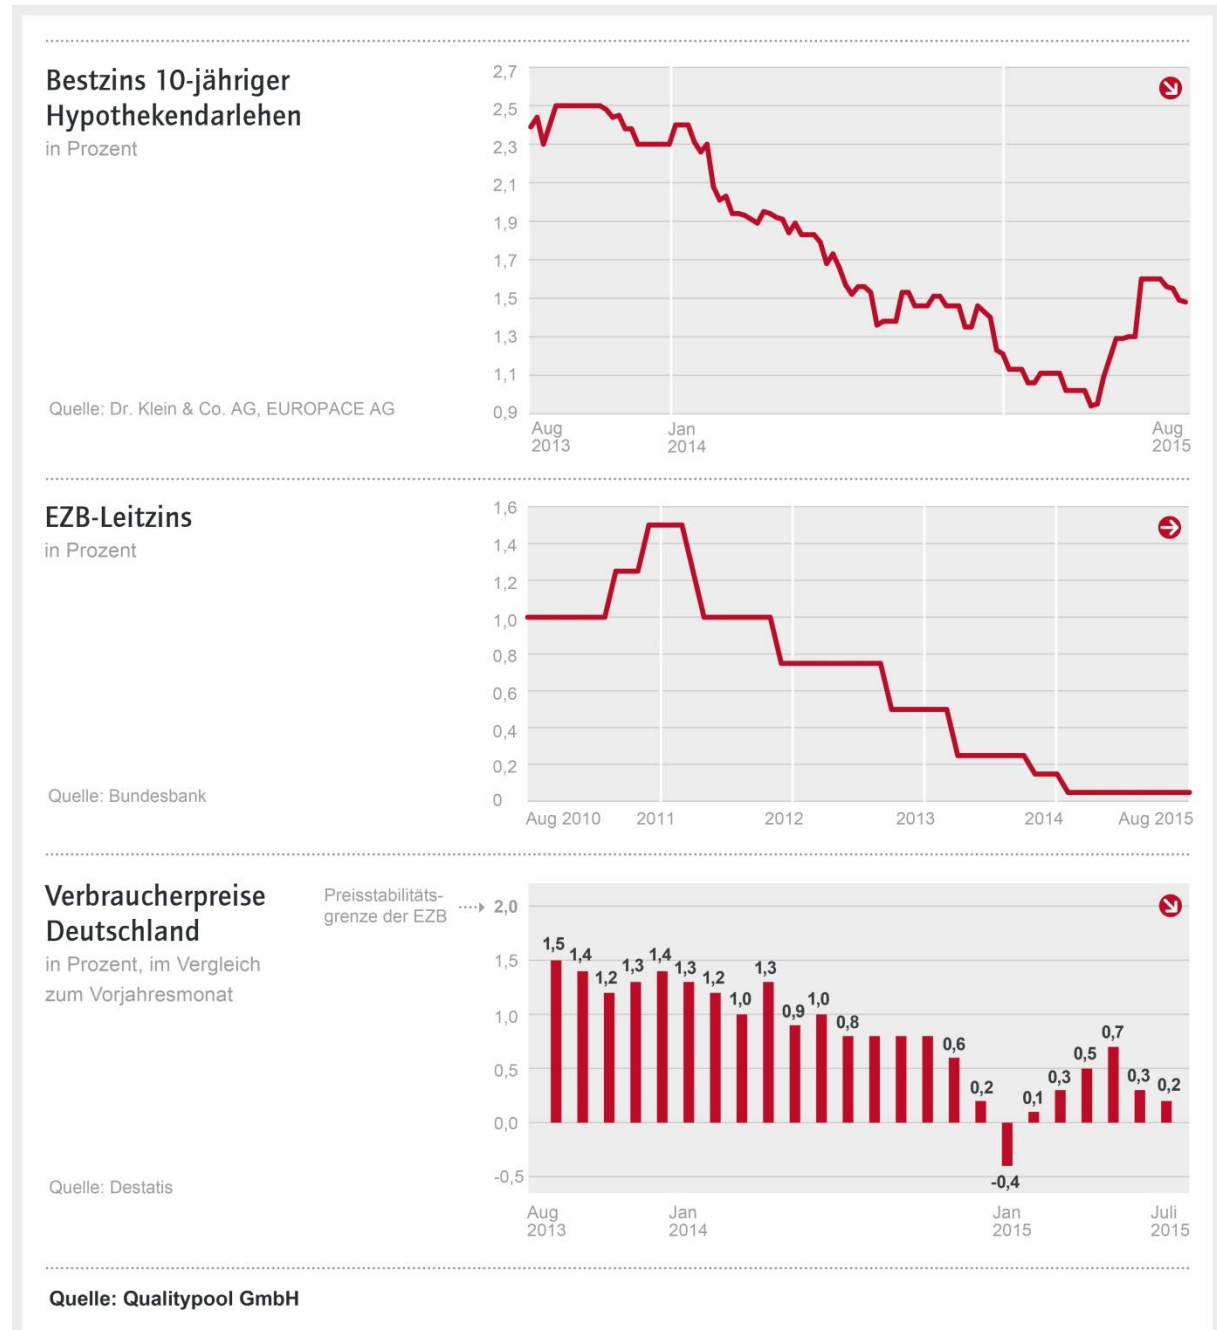 Bestzins 10-jähriger
Hypothekendarlehen
in Prozent
Quelle: Dr. Klein & Co. AG, EUROPACE AG
2,7
2,5
2,3
2,1
1,9
1,7
1,5
1,3
1,1
0,9
Aug
2013
Jan
2014
Aug
2015
EZB-Leitzins
in Prozent
Quelle: Bundesbank
1,6
1,4
1,2
1,0
0,8
0,6
0,4
0,2
0
Aug 2010 2011 2012 2013 2014 Aug 2015
Verbraucherpreise
Deutschland
in Prozent, im Vergleich
zum Vorjahresmonat
Preisstabilitäts-
grenze der EZB
Quelle: Destatis
2,0
1,5
1,0
0,5
0,0
-0,5
1,5 1,4 1,2 1,3 1,4 1,3 1,2 1,0 1,3 0,9 1,0 0,8 0,6 0,2 -0,4 0,1 0,3 0,5 0,7 0,3 0,2
Aug
2013
Jan
2014
Jan
2015
Juli
2015
Quelle: Qualitypool GmbH